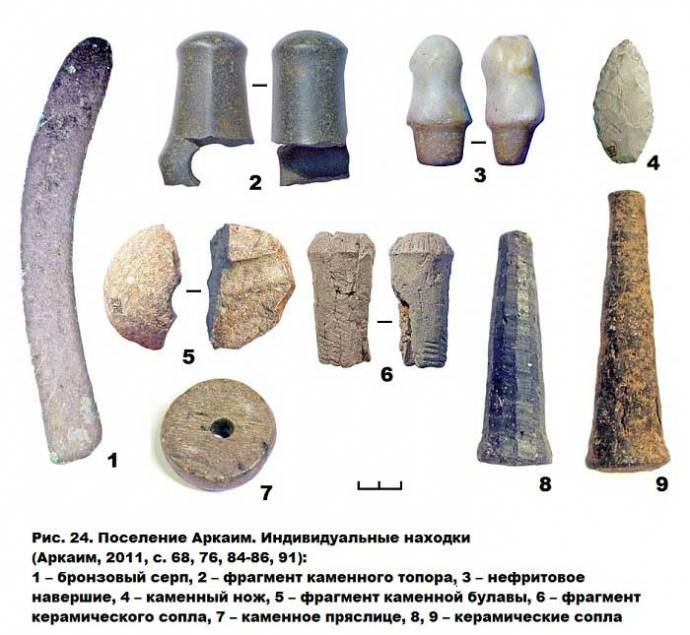 1
2
3
4
5
6
7
8
9
Рис. 24. Поселение Аркаим. Индивидуальные находки
(Аркаим, 2011, с. 68, 76, 84-86, 91):
1 – бронзовый серп, 2 – фрагмент каменного топора, 3 – нефритовое
навершие, 4 – каменный нож, 5 – фрагмент каменной булавы, 6 – фрагмент
керамического сопла, 7 – каменное пряслице, 8, 9 – керамические сопла